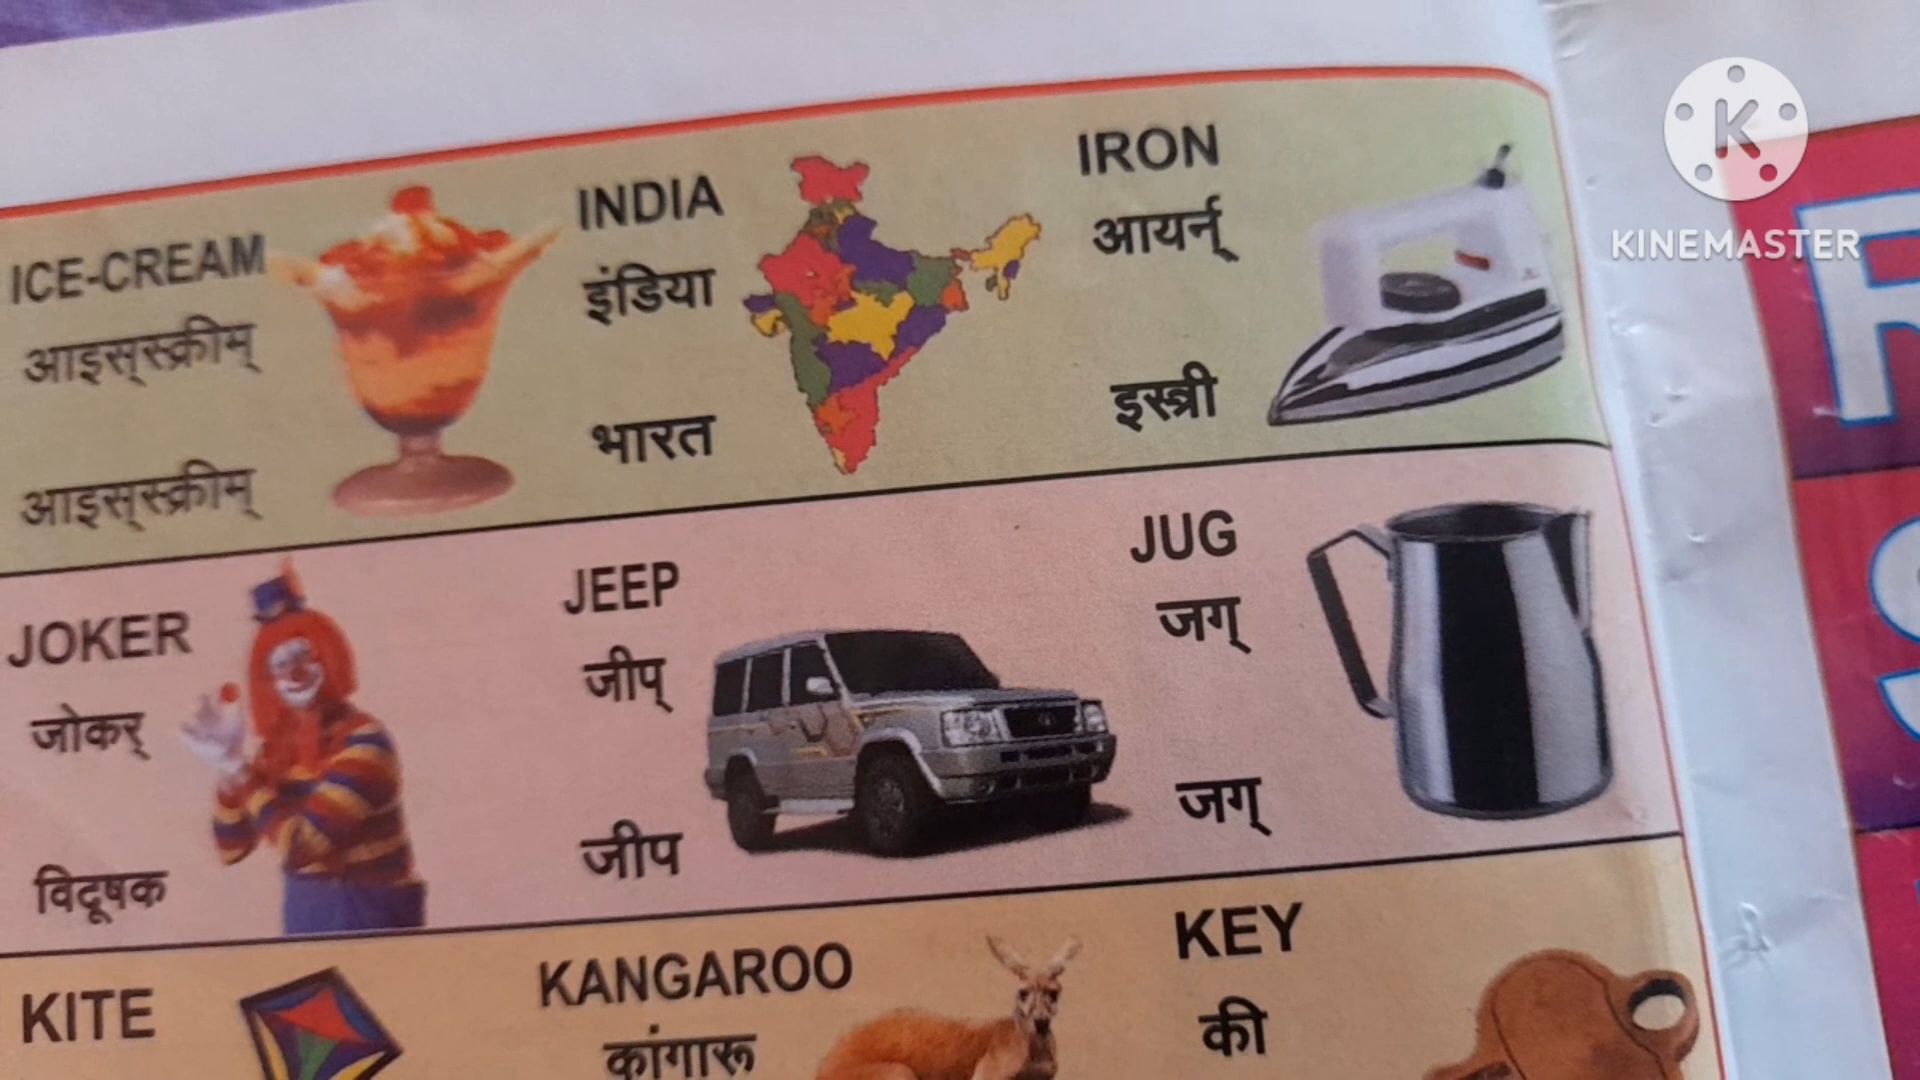 ICE-CREAM
आइस्स्क्रीम्
आइस्स्क्रीम्
INDIA
इंडिया
भारत
IRON
आयर्न्
इस्त्री
JOKER
जोकर्
विदूषक
JEEP
जीप्
जीप
JUG
जग्
जग्
KITE
KANGAROO
कांगारू
KEY
की
K
KINEMASTER